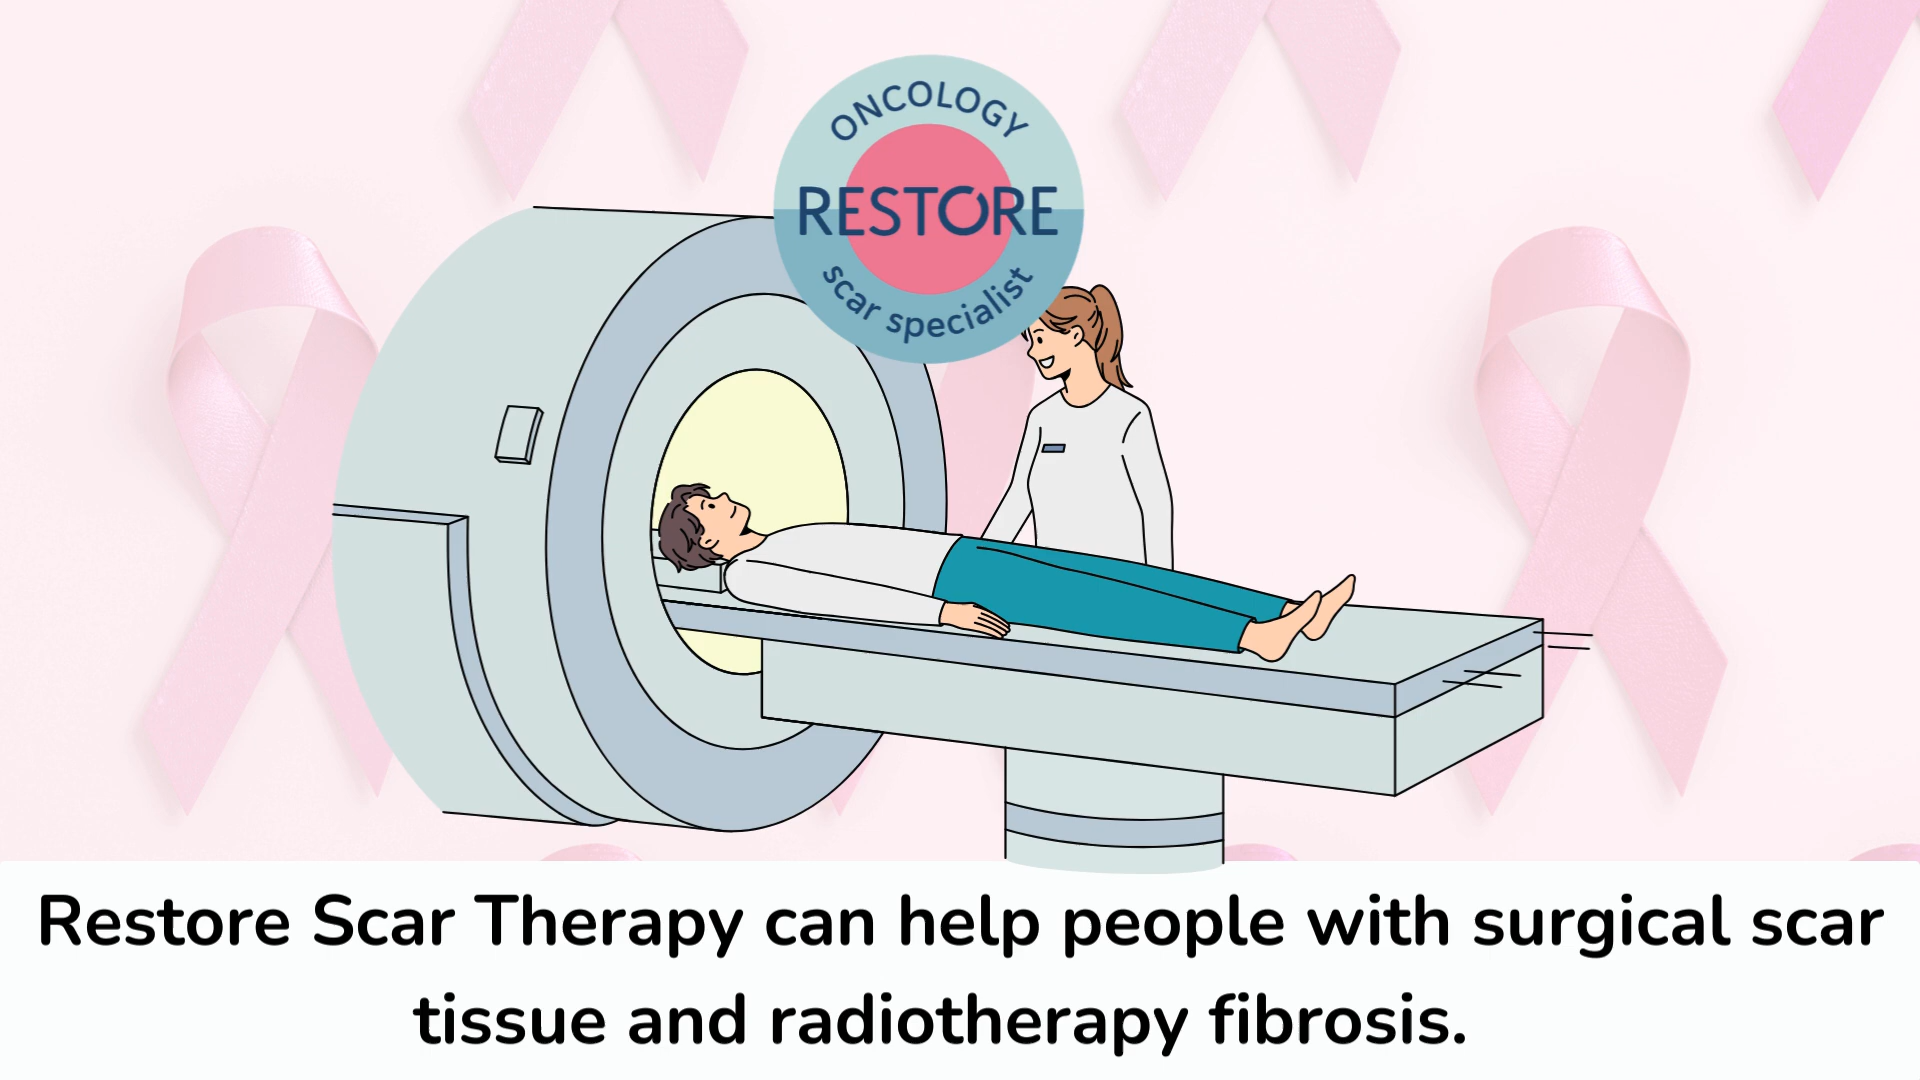 ONCOLOGY
RESTORE
scar specialist
Restore Scar Therapy can help people with surgical scar
tissue and radiotherapy fibrosis.